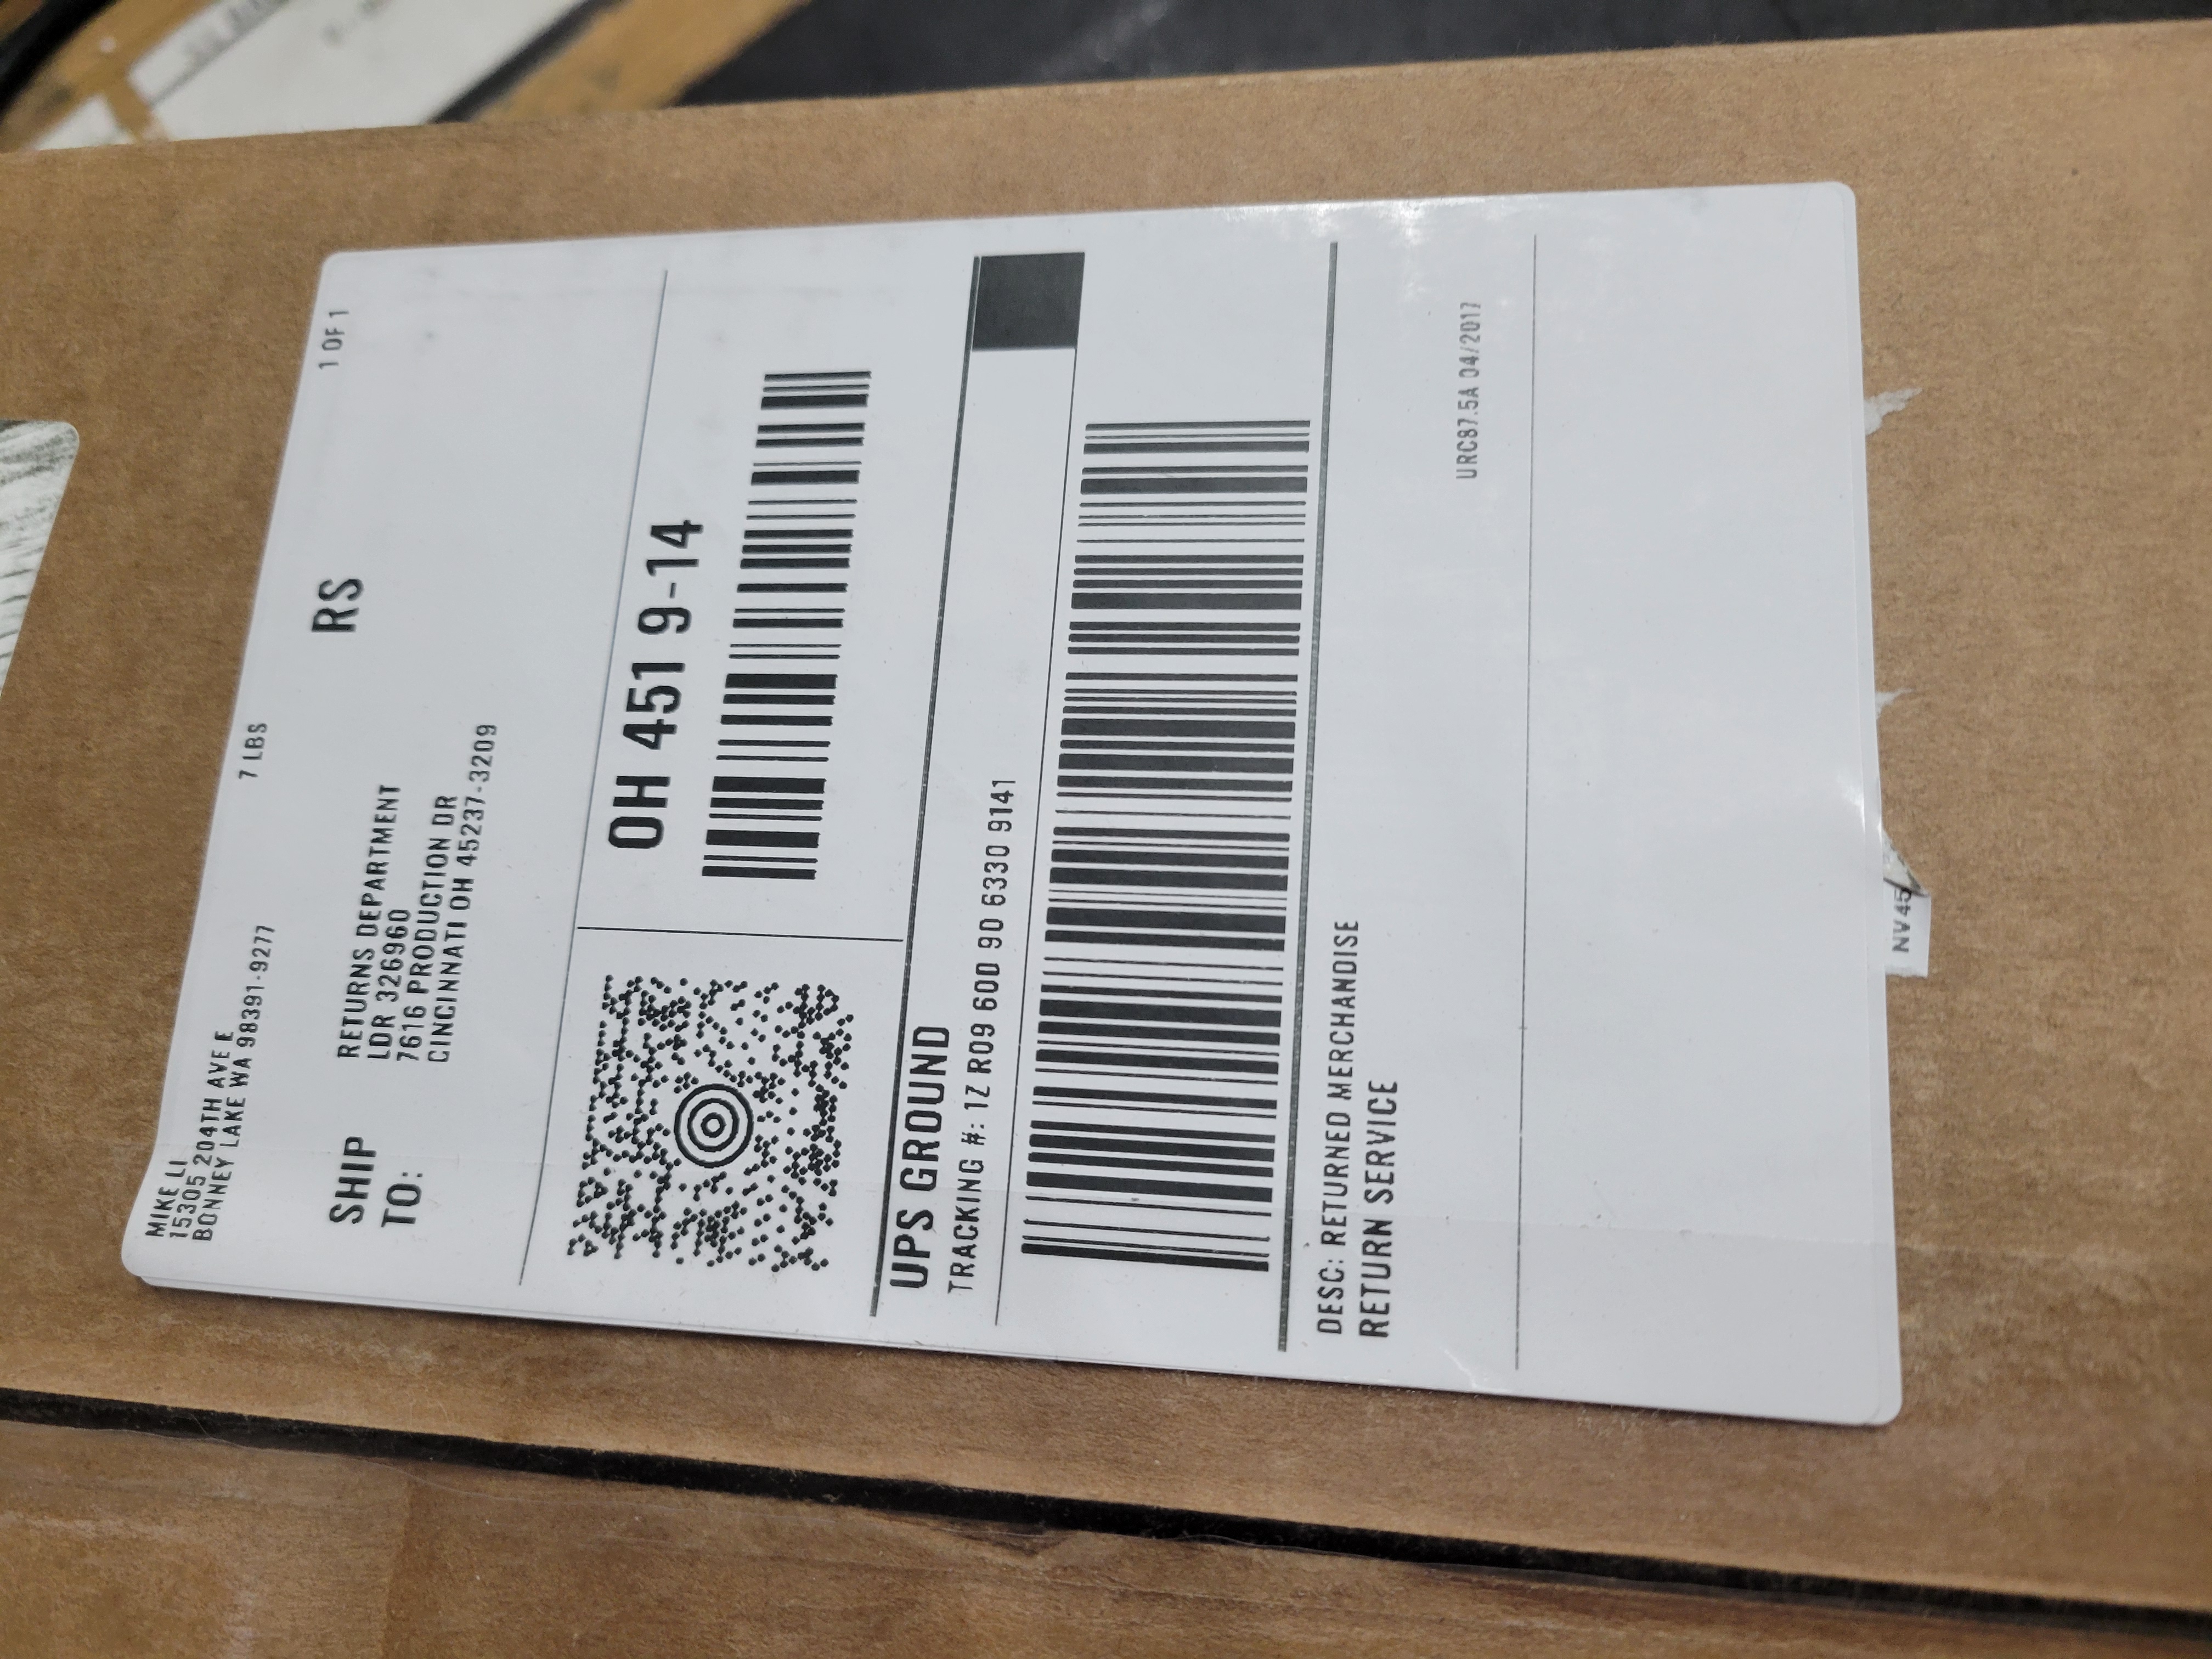 MIKE LI
15305 204TH AVE E
BONNEY LAKE WA 98391-9277
7 LBS
1 OF 1
RS
SHIP
TO:
RETURNS DEPARTMENT
LDR 326960
7616 PRODUCTION DR
CINCINNATI OH 45237-3209
OH 451 9-14
UPS GROUND
TRACKING #: 1Z R09 60D 90 6330 9141
DESC: RETURNED MERCHANDISE
RETURN SERVICE
URC87.5A 04/2017
NV45